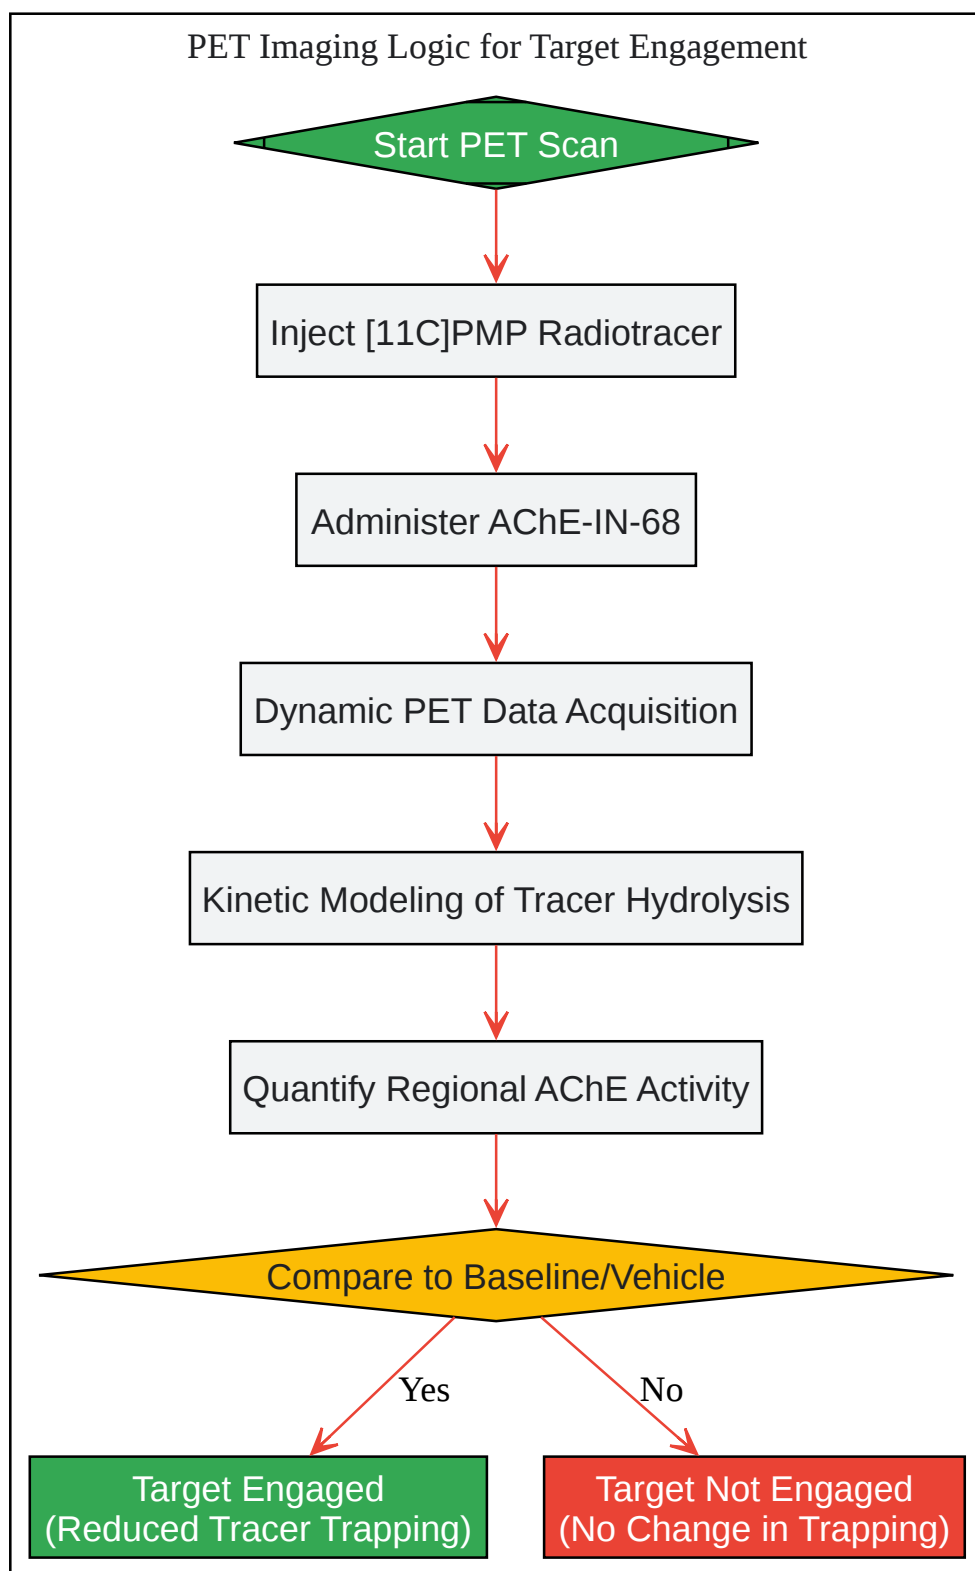 PET Imaging Logic for Target Engagement
Start PET Scan
Inject [11C]PMP Radiotracer
Administer AChE-IN-68
Dynamic PET Data Acquisition
Kinetic Modeling of Tracer Hydrolysis
Quantify Regional AChE Activity
Compare to Baseline/Vehicle
Yes
No
Target Engaged
(Reduced Tracer Trapping)
Target Not Engaged
(No Change in Trapping)